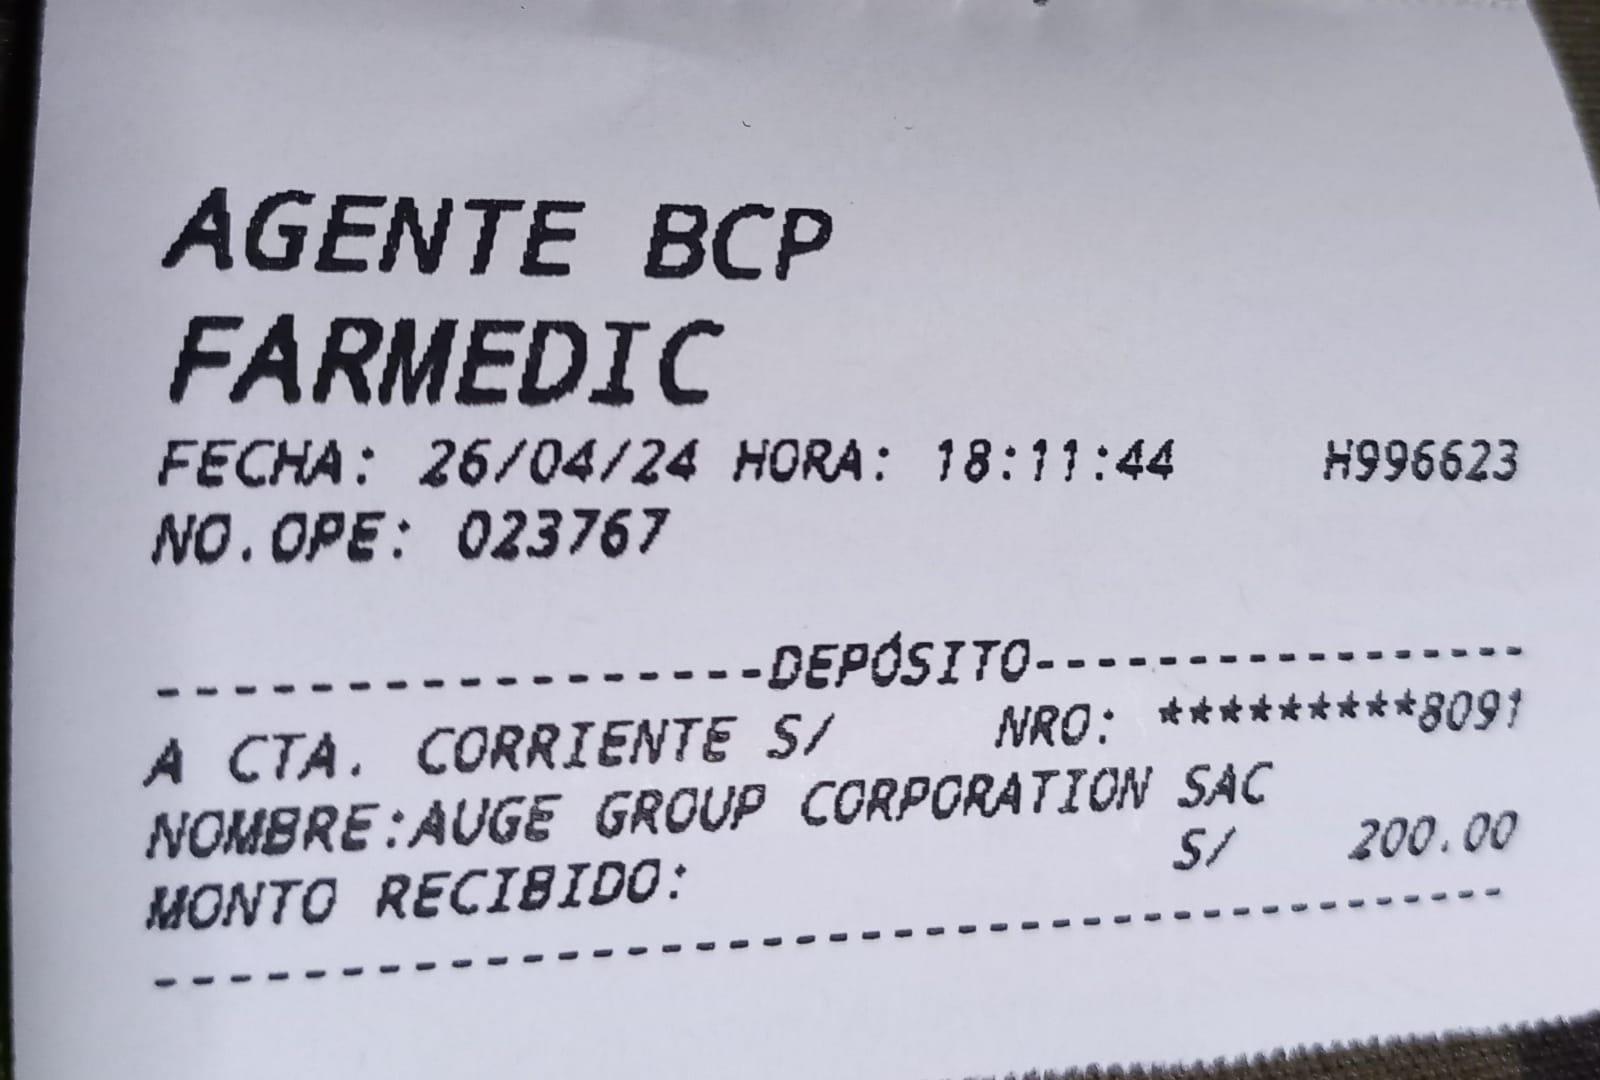 AGENTE BCP
FARMEDIC
FECHA: 26/04/24 HORA: 18:11:44 H996623
NO.OPE: 023767
------------------DEPÓSITO-----------------
A CTA. CORRIENTE S/ NRO: *********8091
NOMBRE:AUGE GROUP CORPORATION SAC
MONTO RECIBIDO: S/ 200.00
--------------------------------------